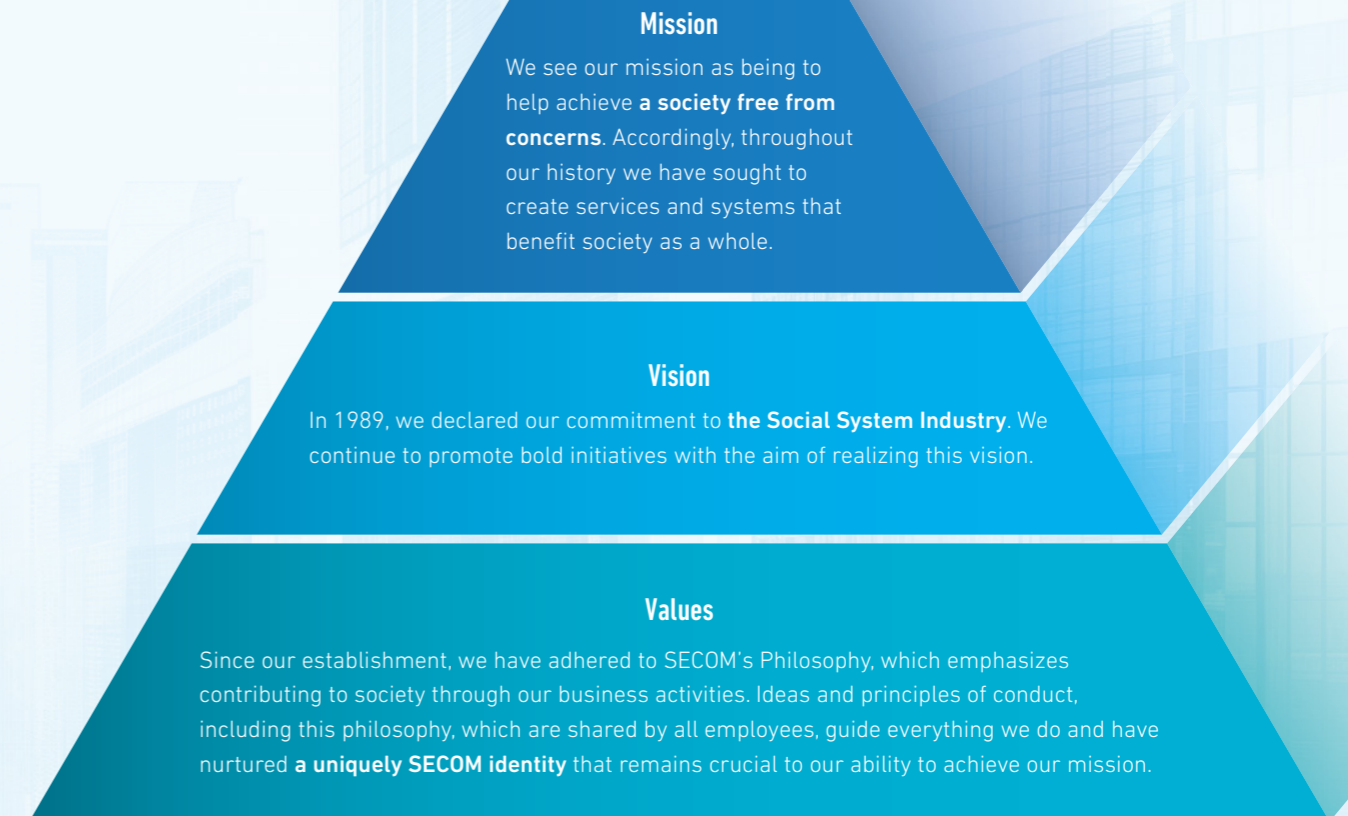 Mission
We see our mission as being to
help achieve a society free from
concerns. Accordingly, throughout
our history we have sought to
create services and systems that
benefit society as a whole.
Vision
In 1989, we declared our commitment to the Social System Industry. We
continue to promote bold initiatives with the aim of realizing this vision.
Values
Since our establishment, we have adhered to SECOM's Philosophy, which emphasizes
contributing to society through our business activities. Ideas and principles of conduct,
including this philosophy, which are shared by all employees, guide everything we do and have
nurtured a uniquely SECOM identity that remains crucial to our ability to achieve our mission.